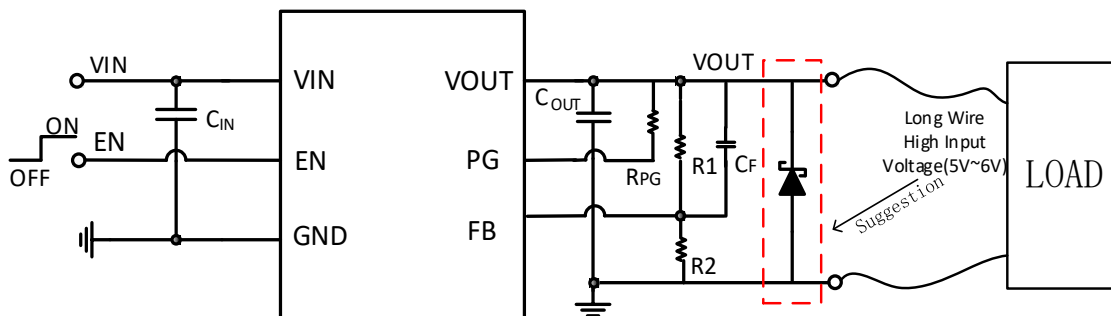 VIN
ON
OFF
EN
CIN
VIN
EN
GND
VOUT
PG
FB
COUT
RPG
R1
R2
CF
VOUT
Long Wire
High Input
Voltage(5V~6V)
Suggestion
LOAD